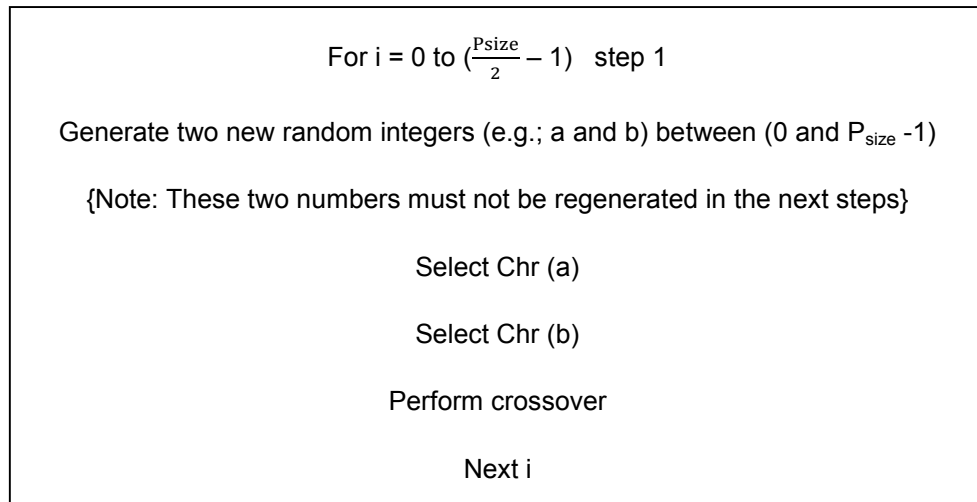 For i = 0 to (Psize/2 – 1) step 1
Generate two new random integers (e.g.; a and b) between (0 and Psize -1)
{Note: These two numbers must not be regenerated in the next steps}
Select Chr (a)
Select Chr (b)
Perform crossover
Next i